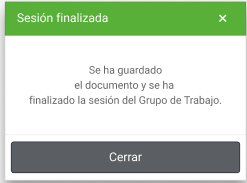 Sesión finalizada ×
Se ha guardado
el documento y se ha
finalizado la sesión del Grupo de Trabajo.
Cerrar